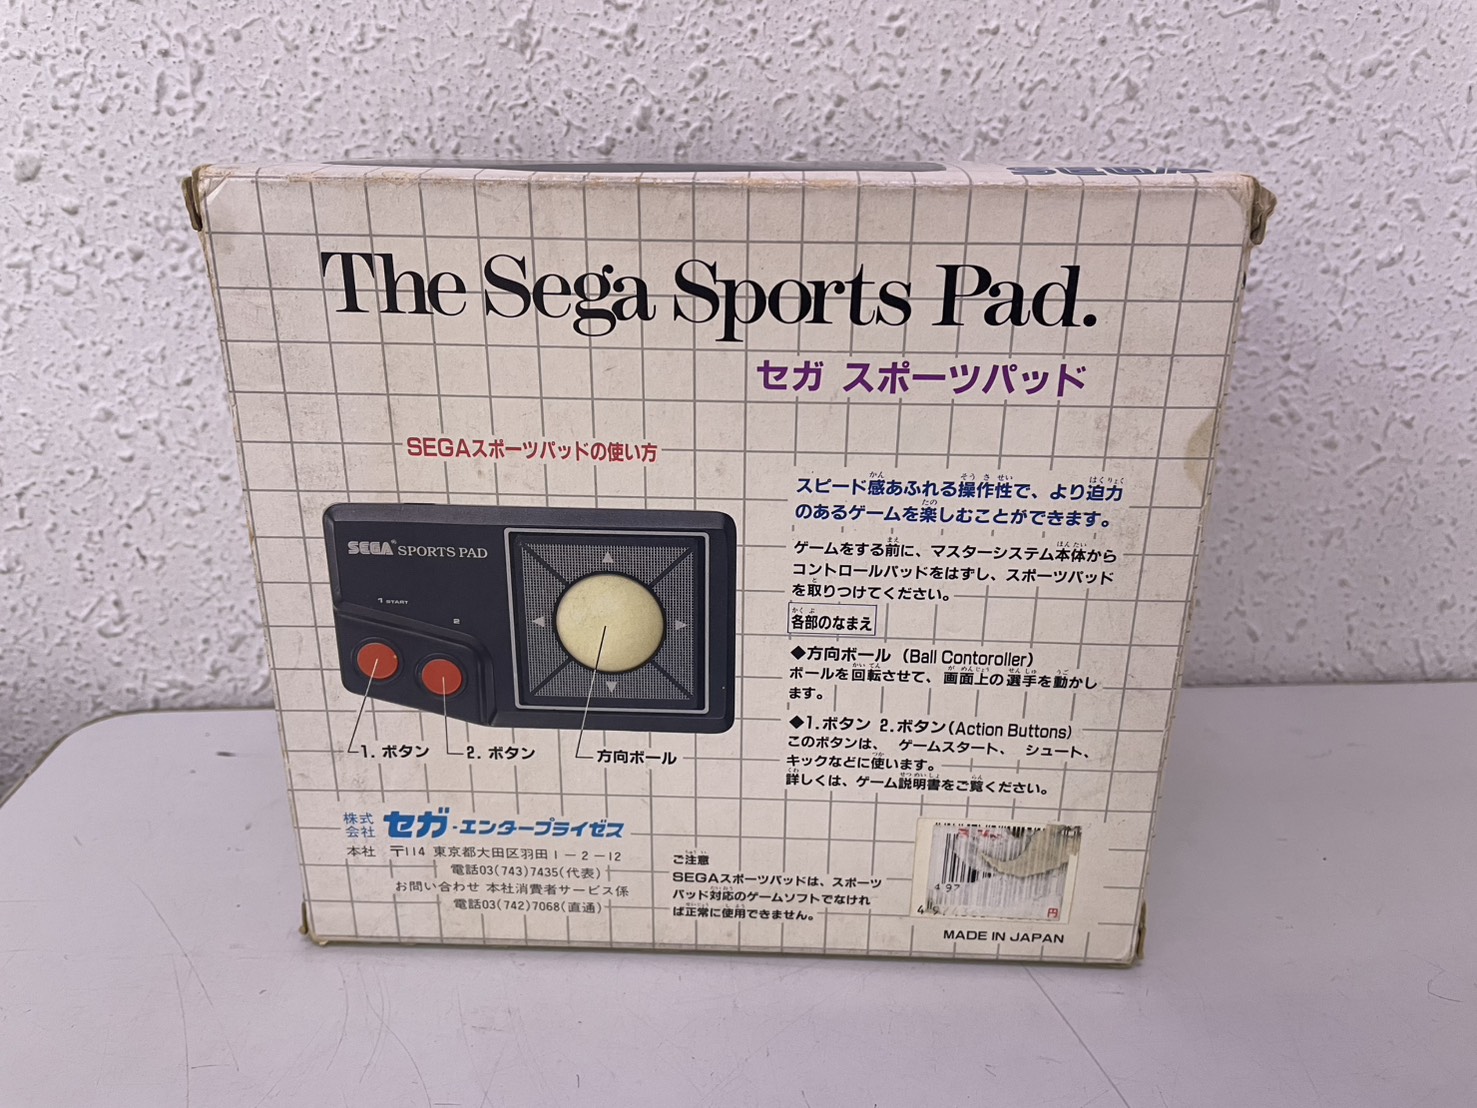 SEGA
The Sega Sports Pad.
セガ スポーツパッド
SEGAスポーツパッドの使い方
SEGA® SPORTS PAD
1 START
2
1. ボタン
2. ボタン
方向ボール
スピード感あふれる操作性で、より迫力
のあるゲームを楽しむことができます。
ゲームをする前に、マスターシステム本体から
コントロールパッドをはずし、スポーツパッド
を取りつけてください。
各部のなまえ
◆方向ボール (Ball Contoroller)
ボールを回転させて、画面上の選手を動かし
ます。
◆1.ボタン 2.ボタン(Action Buttons)
このボタンは、 ゲームスタート、 シュート、
キックなどに使います。
詳しくは、ゲーム説明書をご覧ください。
株式会社 セガ・エンタープライゼス
本社 〒114 東京都大田区羽田1-2-12
電話03(743)7435(代表)
お問い合わせ 本社消費者サービス係
電話03(742)7068(直通)
ご注意
SEGAスポーツパッドは、スポーツ
パッド対応のゲームソフトでなけれ
ば正常に使用できません。
円
MADE IN JAPAN